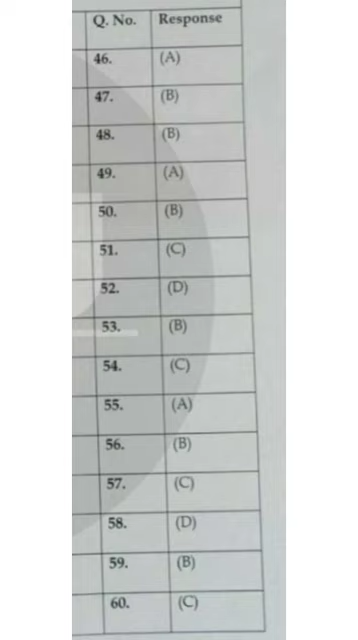 Q. No. Response
46. (A)
47. (B)
48. (B)
49. (A)
50. (B)
51. (C)
52. (D)
53. (B)
54. (C)
55. (A)
56. (B)
57. (C)
58. (D)
59. (B)
60. (C)